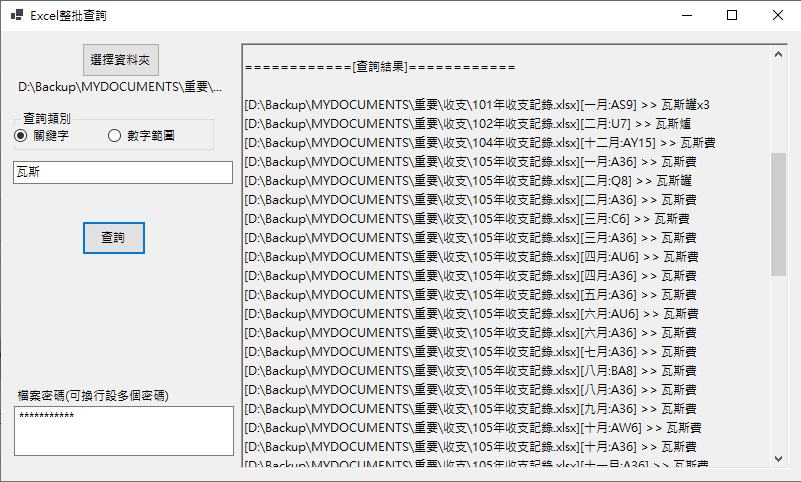 Excel整批查詢
選擇資料夾
D:\Backup\MYDOCUMENTS\重要\...
查詢類別
關鍵字
數字範圍
瓦斯
查詢
檔案密碼(可換行設多個密碼)
***********
============[查詢結果]============
[D:\Backup\MYDOCUMENTS\重要\收支\101年收支記錄.xlsx][一月:AS9] >> 瓦斯罐x3
[D:\Backup\MYDOCUMENTS\重要\收支\102年收支記錄.xlsx][二月:U7] >> 瓦斯爐
[D:\Backup\MYDOCUMENTS\重要\收支\104年收支記錄.xlsx][十二月:AY15] >> 瓦斯費
[D:\Backup\MYDOCUMENTS\重要\收支\105年收支記錄.xlsx][一月:A36] >> 瓦斯費
[D:\Backup\MYDOCUMENTS\重要\收支\105年收支記錄.xlsx][二月:Q8] >> 瓦斯罐
[D:\Backup\MYDOCUMENTS\重要\收支\105年收支記錄.xlsx][二月:A36] >> 瓦斯費
[D:\Backup\MYDOCUMENTS\重要\收支\105年收支記錄.xlsx][三月:C6] >> 瓦斯費
[D:\Backup\MYDOCUMENTS\重要\收支\105年收支記錄.xlsx][三月:A36] >> 瓦斯費
[D:\Backup\MYDOCUMENTS\重要\收支\105年收支記錄.xlsx][四月:AU6] >> 瓦斯費
[D:\Backup\MYDOCUMENTS\重要\收支\105年收支記錄.xlsx][四月:A36] >> 瓦斯費
[D:\Backup\MYDOCUMENTS\重要\收支\105年收支記錄.xlsx][五月:A36] >> 瓦斯費
[D:\Backup\MYDOCUMENTS\重要\收支\105年收支記錄.xlsx][六月:AU6] >> 瓦斯費
[D:\Backup\MYDOCUMENTS\重要\收支\105年收支記錄.xlsx][六月:A36] >> 瓦斯費
[D:\Backup\MYDOCUMENTS\重要\收支\105年收支記錄.xlsx][七月:A36] >> 瓦斯費
[D:\Backup\MYDOCUMENTS\重要\收支\105年收支記錄.xlsx][八月:BA8] >> 瓦斯費
[D:\Backup\MYDOCUMENTS\重要\收支\105年收支記錄.xlsx][八月:A36] >> 瓦斯費
[D:\Backup\MYDOCUMENTS\重要\收支\105年收支記錄.xlsx][九月:A36] >> 瓦斯費
[D:\Backup\MYDOCUMENTS\重要\收支\105年收支記錄.xlsx][十月:AW6] >> 瓦斯費
[D:\Backup\MYDOCUMENTS\重要\收支\105年收支記錄.xlsx][十月:A36] >> 瓦斯費
[D:\Backup\MYDOCUMENTS\重要\收支\105年收支記錄.xlsx][十一月:A36] >> 瓦斯費